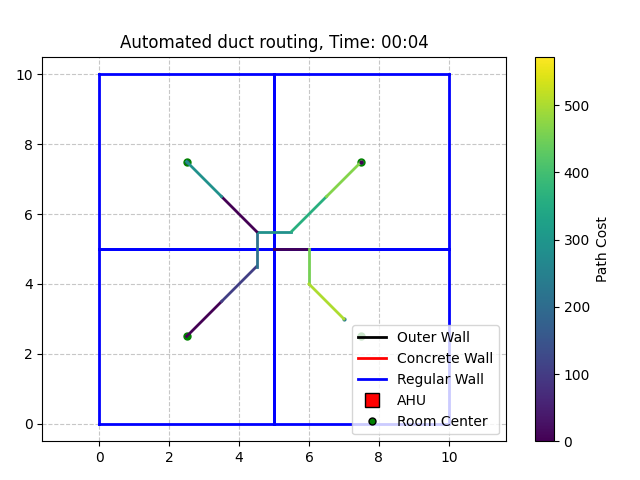 Automated duct routing, Time: 00:04
10
8
6
4
2
0
0 2 4 6 8 10
Outer Wall
Concrete Wall
Regular Wall
AHU
Room Center
500
400
300
200
100
0
Path Cost